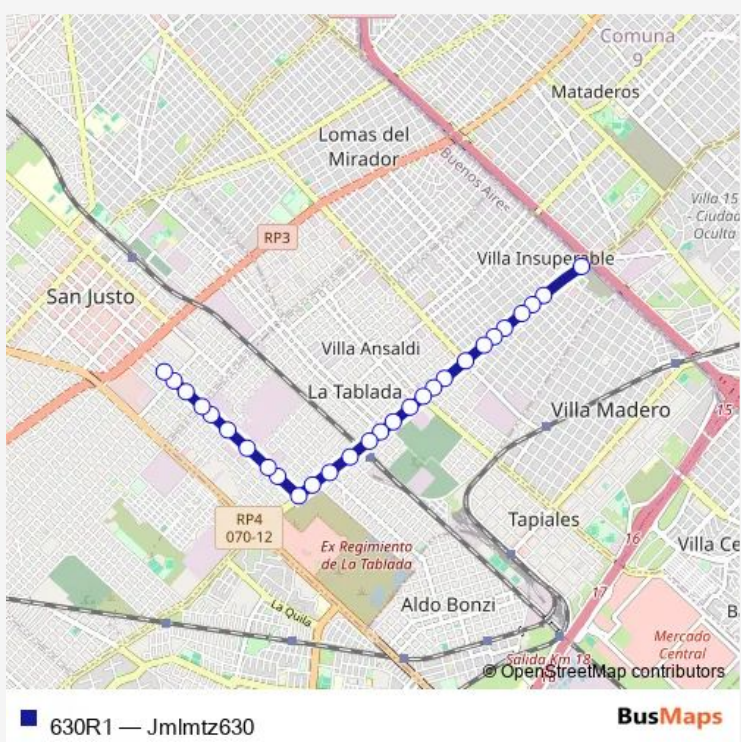 Comuna
9
Mataderos
Lomas del
Mirador
Buenos Aires
Villa 15
- Ciudad
Oculta
RP3
Villa Insuperable
San Justo
Villa Ansaldi
La Tablada
Villa Madero
15
RP4
070-12
Tapiales
16
Villa Ce
Ex Regimiento
de La Tablada
17
Aldo Bonzi
La Quila
B
Mercado
Central
Salida Km 18
© OpenStreetMap contributors
630R1 — Jmlmtz630
BusMaps